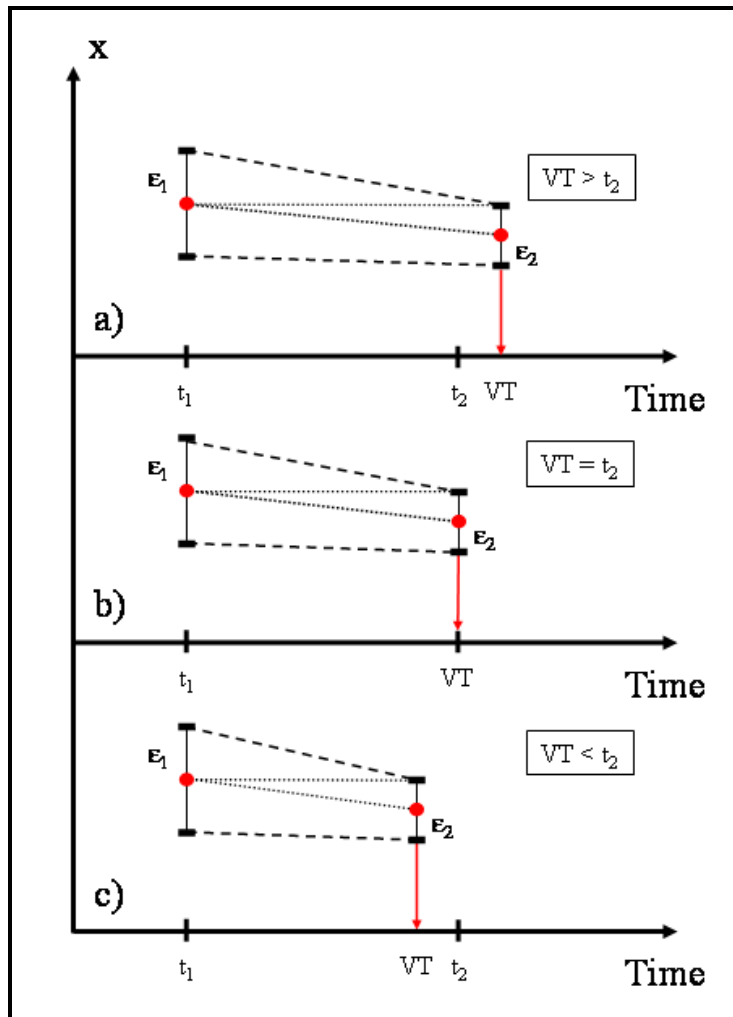 x
ε₁
VT > t₂
ε₂
a)
t₁ t₂ VT
Time
ε₁
VT = t₂
ε₂
b)
t₁ VT
Time
ε₁
VT < t₂
ε₂
c)
t₁ VT t₂
Time